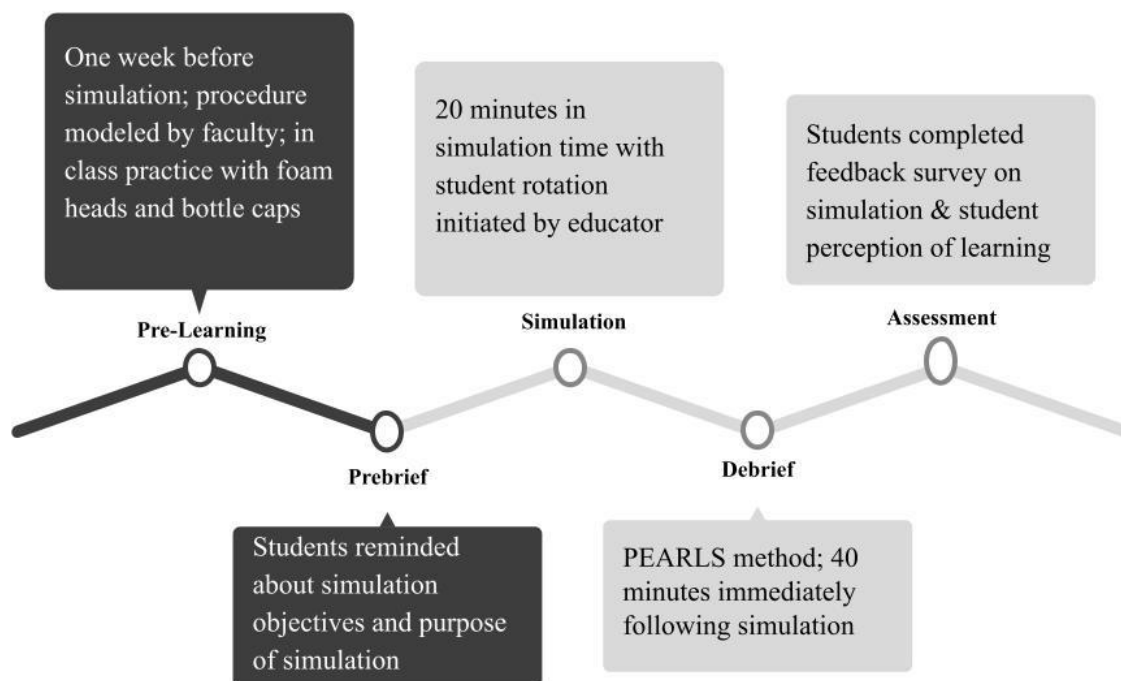 One week before
simulation; procedure
modeled by faculty; in
class practice with foam
heads and bottle caps
Pre-Learning
Students reminded
about simulation
objectives and purpose
of simulation
Prebrief
20 minutes in
simulation time with
student rotation
initiated by educator
Simulation
PEARLS method; 40
minutes immediately
following simulation
Debrief
Students completed
feedback survey on
simulation & student
perception of learning
Assessment